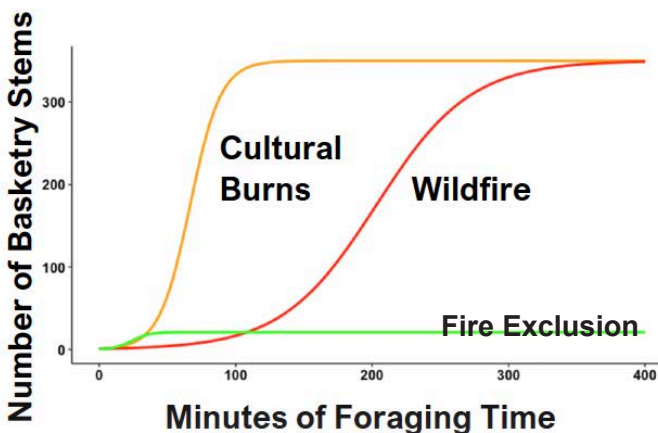 Number of Basketry Stems
300
200
100
0
Cultural
Burns
Wildfire
Fire Exclusion
0
100
200
300
400
Minutes of Foraging Time